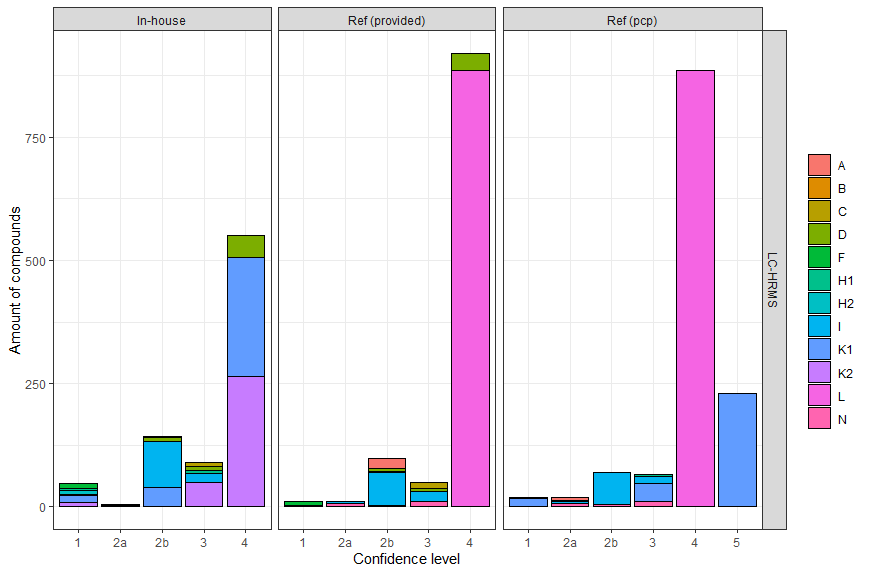 In-house
Ref (provided)
Ref (pcp)
LC-HRMS
Amount of compounds
750
500
250
0
1 2a 2b 3 4
1 2a 2b 3 4
1 2a 2b 3 4 5
Confidence level
A
B
C
D
F
H1
H2
I
K1
K2
L
N